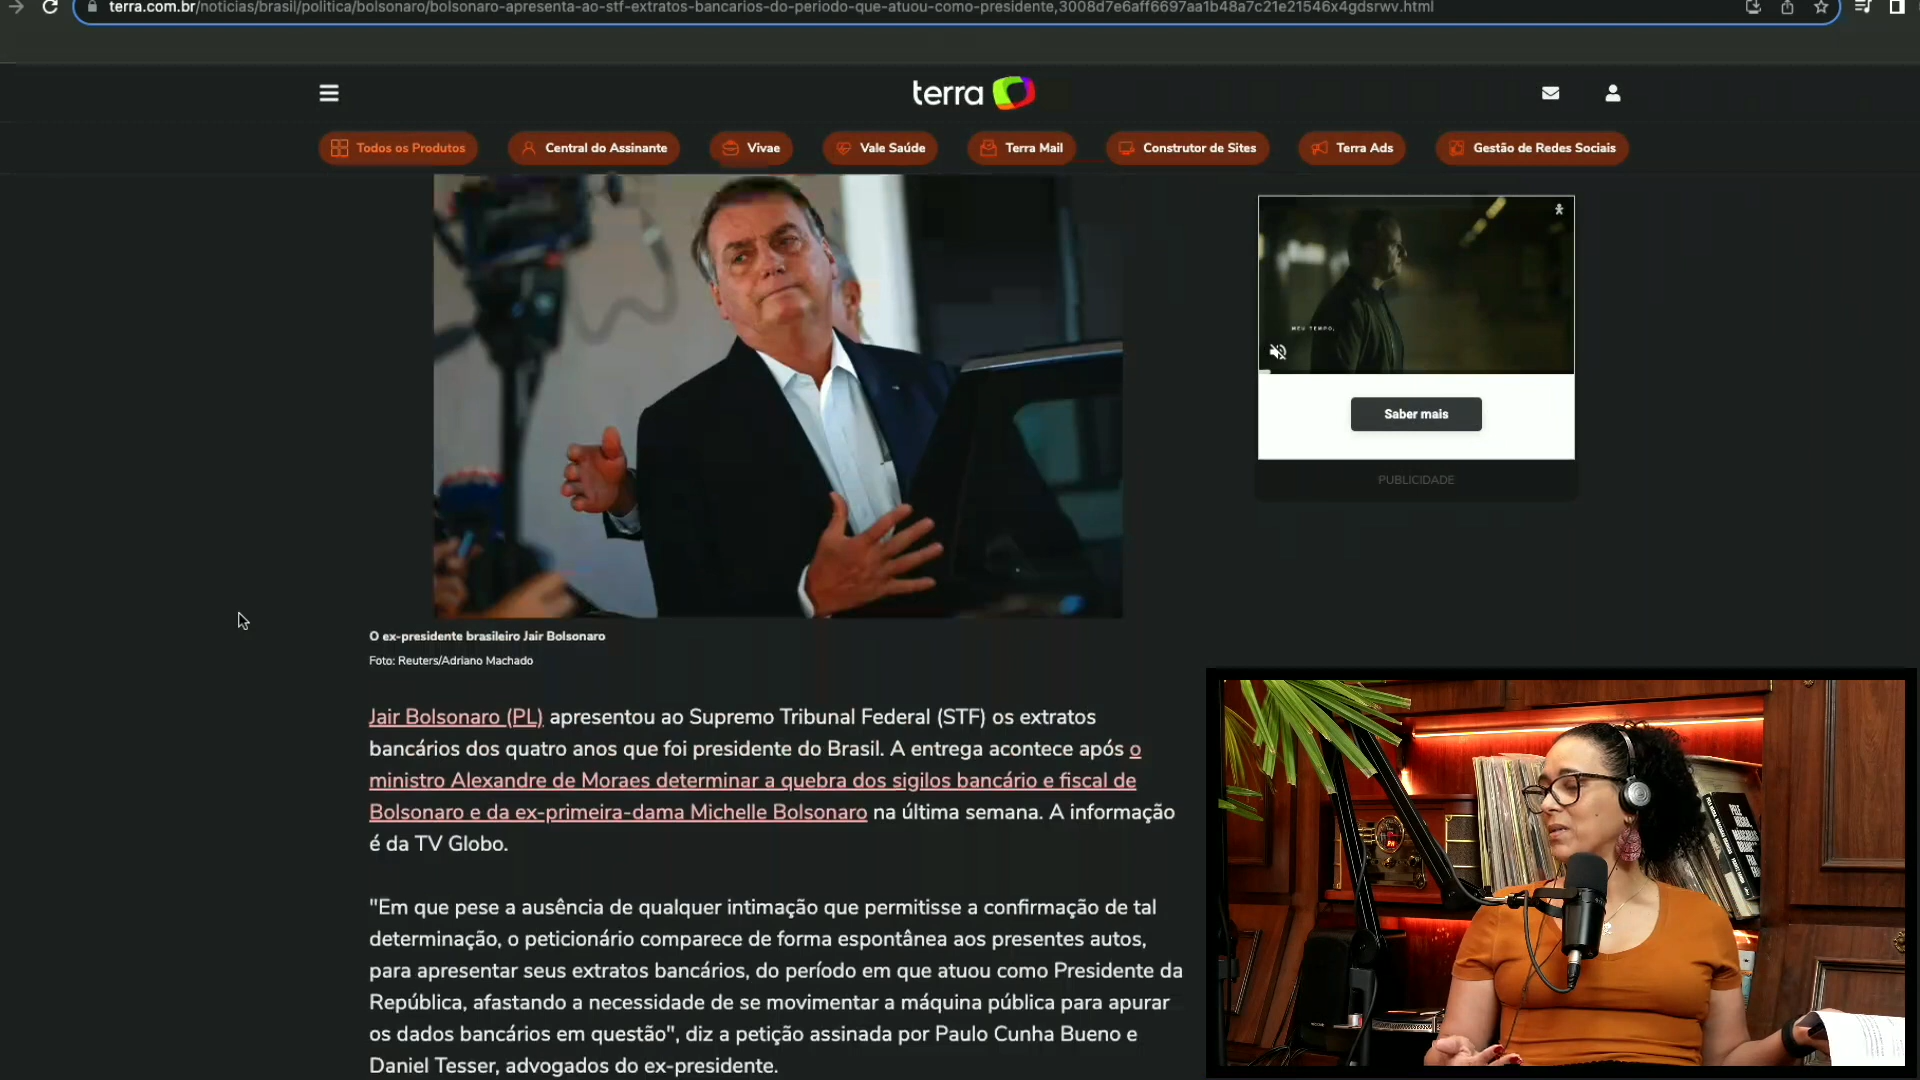 terra.com.br/noticias/brasil/politica/bolsonaro/bolsonaro-apresenta-ao-stf-extratos-bancarios-do-periodo-que-atuou-como-presidente,3008d7e6aff6697aa1b48a7c21e21546x4gdsrwv.html
terra
Todos os Produtos
Central do Assinante
Vivae
Vale Saúde
Terra Mail
Construtor de Sites
Terra Ads
Gestão de Redes Sociais
MEU TEMPO,
Saber mais
PUBLICIDADE
O ex-presidente brasileiro Jair Bolsonaro
Foto: Reuters/Adriano Machado
Jair Bolsonaro (PL) apresentou ao Supremo Tribunal Federal (STF) os extratos
bancários dos quatro anos que foi presidente do Brasil. A entrega acontece após o
ministro Alexandre de Moraes determinar a quebra dos sigilos bancário e fiscal de
Bolsonaro e da ex-primeira-dama Michelle Bolsonaro na última semana. A informação
é da TV Globo.
"Em que pese a ausência de qualquer intimação que permitisse a confirmação de tal
determinação, o peticionário comparece de forma espontânea aos presentes autos,
para apresentar seus extratos bancários, do período em que atuou como Presidente da
República, afastando a necessidade de se movimentar a máquina pública para apurar
os dados bancários em questão", diz a petição assinada por Paulo Cunha Bueno e
Daniel Tesser, advogados do ex-presidente.